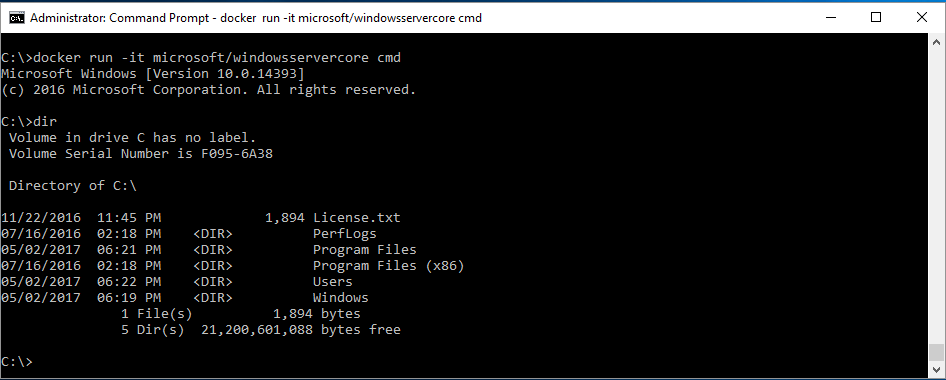 Administrator: Command Prompt - docker run -it microsoft/windowsservercore cmd
C:\>docker run -it microsoft/windowsservercore cmd
Microsoft Windows [Version 10.0.14393]
(c) 2016 Microsoft Corporation. All rights reserved.
C:\>dir
Volume in drive C has no label.
Volume Serial Number is F095-6A38
Directory of C:\
11/22/2016  11:45 PM             1,894 License.txt
07/16/2016  02:18 PM    <DIR>          PerfLogs
05/02/2017  06:21 PM    <DIR>          Program Files
07/16/2016  02:18 PM    <DIR>          Program Files (x86)
05/02/2017  06:22 PM    <DIR>          Users
05/02/2017  06:19 PM    <DIR>          Windows
1 File(s)          1,894 bytes
5 Dir(s)  21,200,601,088 bytes free
C:\>